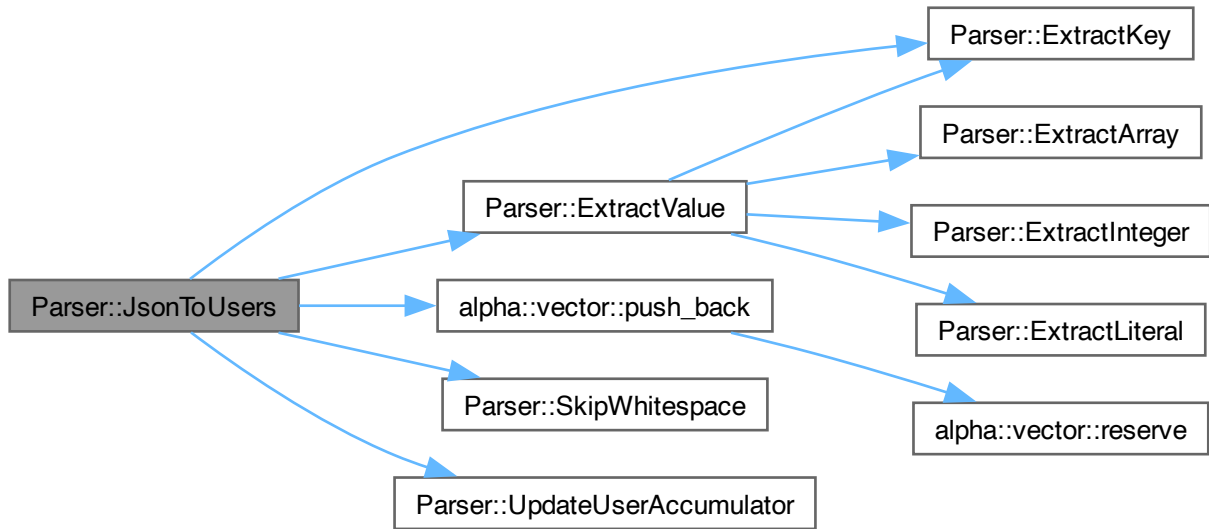 Parser::ExtractKey
Parser::ExtractArray
Parser::ExtractValue
Parser::ExtractInteger
Parser::JsonToUsers
alpha::vector::push_back
Parser::ExtractLiteral
Parser::SkipWhitespace
alpha::vector::reserve
Parser::UpdateUserAccumulator